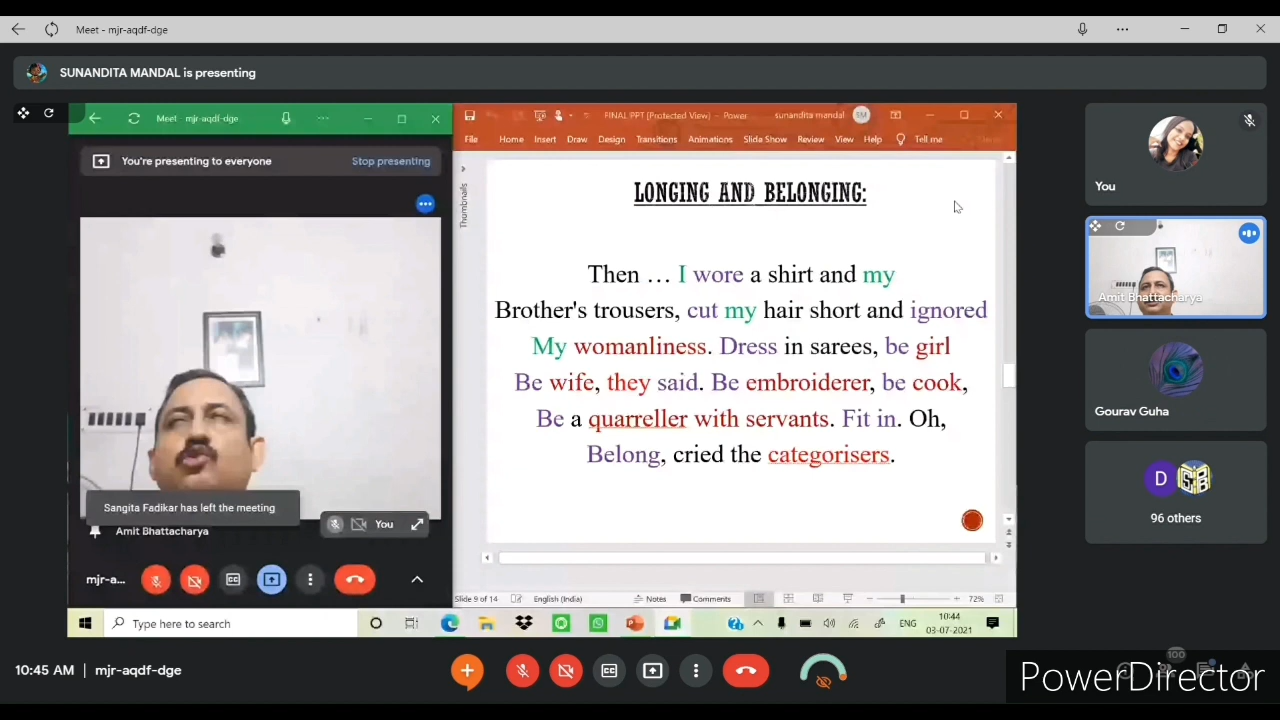 Meet - mjr-aqdf-dge
SUNANDITA MANDAL is presenting
Meet mjr-aqdf-dge
You're presenting to everyone
Stop presenting
Sangita Fadikar has left the meeting
You
Amit Bhattacharya
mjr-a...
FINAL PPT [Protected View] - Power
sunandita mandal
SM
File Home Insert Draw Design Transitions Animations Slide Show Review View Help Tell me
Thumbnails
LONGING AND BELONGING:
Then … I wore a shirt and my
Brother's trousers, cut my hair short and ignored
My womanliness. Dress in sarees, be girl
Be wife, they said. Be embroiderer, be cook,
Be a quarreller with servants. Fit in. Oh,
Belong, cried the categorisers.
Slide 9 of 14
English (India)
Notes
Comments
72%
Type here to search
ENG
10:44
03-07-2021
You
Amit Bhattacharya
Gourav Guha
D
96 others
10:45 AM | mjr-aqdf-dge
100
PowerDirector